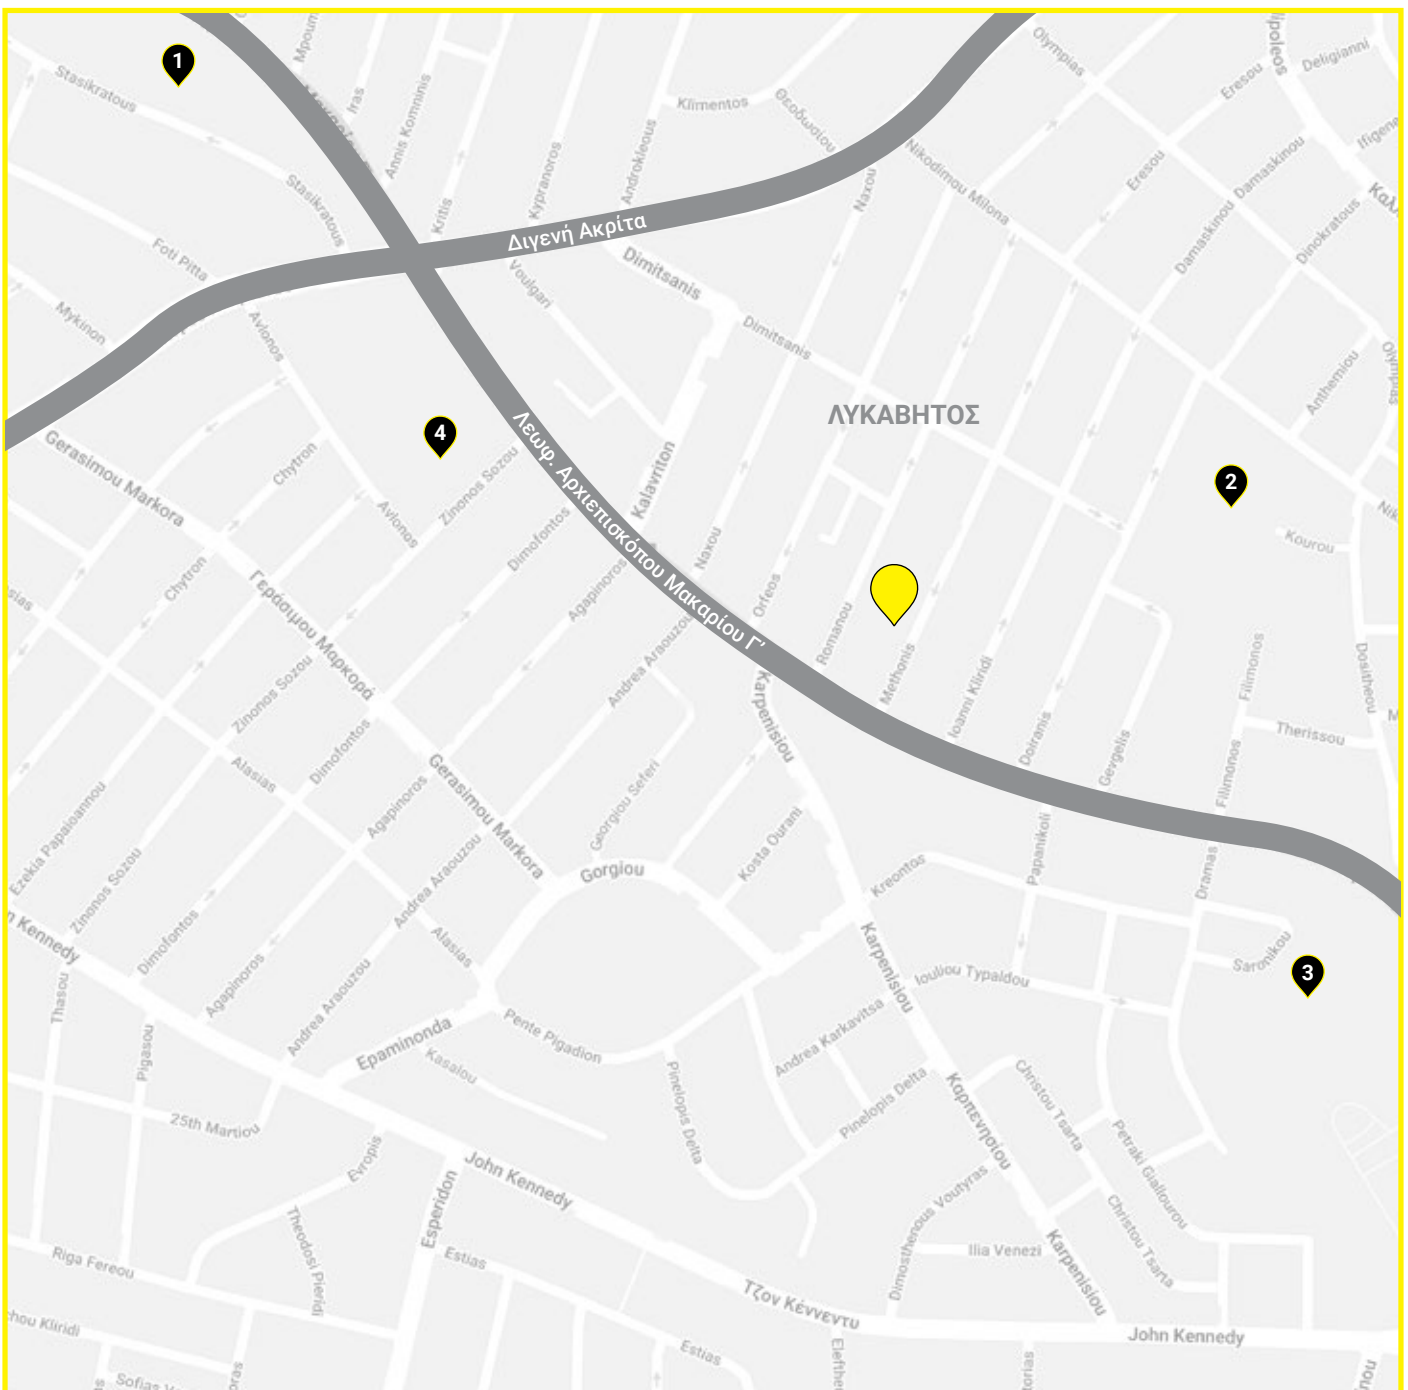 1
Stasikratous
Iras
Annis Komninis
Klimentos
Θεοδωσίου
Olympias
Eresou
Deligianni
Stasikratous
Kritis
Kypranoros
Androkleous
Naxou
Nikodimou Milona
Eresou
Damaskinou
Damaskinou
Dinokratous
Foti Pitta
Διγενή Ακρίτα
Voulgari
Dimitsanis
Dimitsanis
Mykinon
Avlonos
ΛΥΚΑΒΗΤΟΣ
Anthemiou
4
2
Gerasimou Markora
Chytron
Avlonos
Zinonos Sozou
Dimofontos
Λεωφ. Αρχιεπισκόπου Μακαρίου Γ'
Kalavriton
Naxou
Orfeos
Kourou
Chytron
Γεράσιμου Μαρκορά
Agapinoros
Andrea Araouzou
Romanou
Methonis
Ioanni Kliridi
Filimonos
Dositheou
Zinonos Sozou
Dimofontos
Karpenisiou
Doiranis
Gevgelis
Filimonos
Therissou
Alasias
Gerasimou Markora
Agapinoros
Georgiou Seferi
Kosta Ourani
Papanikoli
Dramas
Ezekia Papaioannou
Zinonos Sozou
Andrea Araouzou
Gorgiou
Kreontos
n Kennedy
Dimofontos
Agapinoros
Alasias
Karpenisiou
Saronikou
3
Thasou
Andrea Araouzou
Epaminonda
Pente Pigadion
Andrea Karkavitsa
Iouliou Typaldou
Pigasou
Kasalou
Pinelopis Delta
Pinelopis Delta
Καρπενησίου
Christou Tsarta
25th Martiou
Evropis
John Kennedy
Petraki Giallourou
Esperidon
Dimosthenous Voutyras
Christou Tsarta
Theodosi Pieridi
Riga Fereou
Estias
Ilia Venezi
Karpenisiou
Τζον Κέννεντυ
John Kennedy
Estias